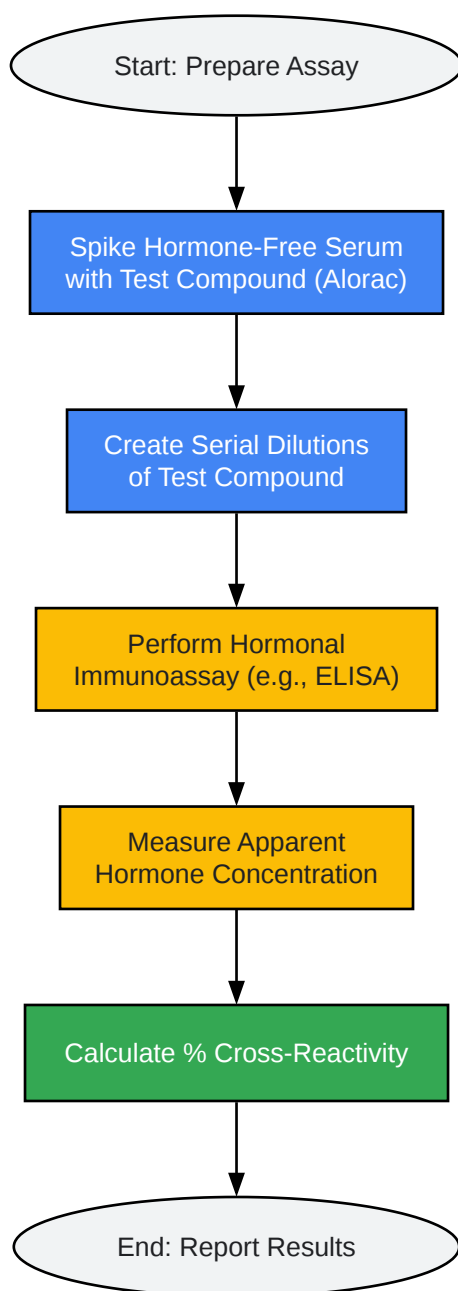 Start: Prepare Assay
Spike Hormone-Free Serum
with Test Compound (Alorac)
Create Serial Dilutions
of Test Compound
Perform Hormonal
Immunoassay (e.g., ELISA)
Measure Apparent
Hormone Concentration
Calculate % Cross-Reactivity
End: Report Results